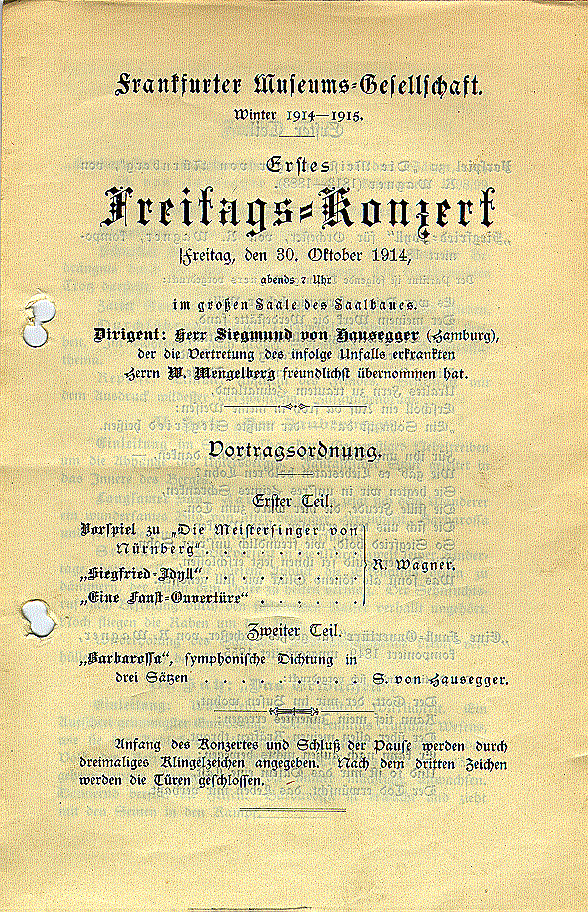 Frankfurter Museums-Gesellschaft.
Winter 1914—1915.
Erstes
Freitags-Konzert
Freitag, den 30. Oktober 1914,
abends 7 Uhr
im großen Saale des Saalbaues.
Dirigent: Herr Siegmund von Hausegger (Hamburg),
der die Vertretung des infolge Unfalls erkrankten
Herrn W. Mengelberg freundlichst übernommen hat.
Vortragsordnung.
Erster Teil.
Vorspiel zu „Die Meistersinger von
Nürnberg“ . . . . . . . . .
R. Wagner.
„Siegfried-Idyll“ . . . . . . . . .
„Eine Faust-Ouvertüre“ . . . . . .
Zweiter Teil.
„Barbarossa“, symphonische Dichtung in
drei Sätzen . . . . . . . . . . S. von Hausegger.
Anfang des Konzertes und Schluß der Pause werden durch
dreimaliges Klingelzeichen angegeben. Nach dem dritten Zeichen
werden die Türen geschlossen.